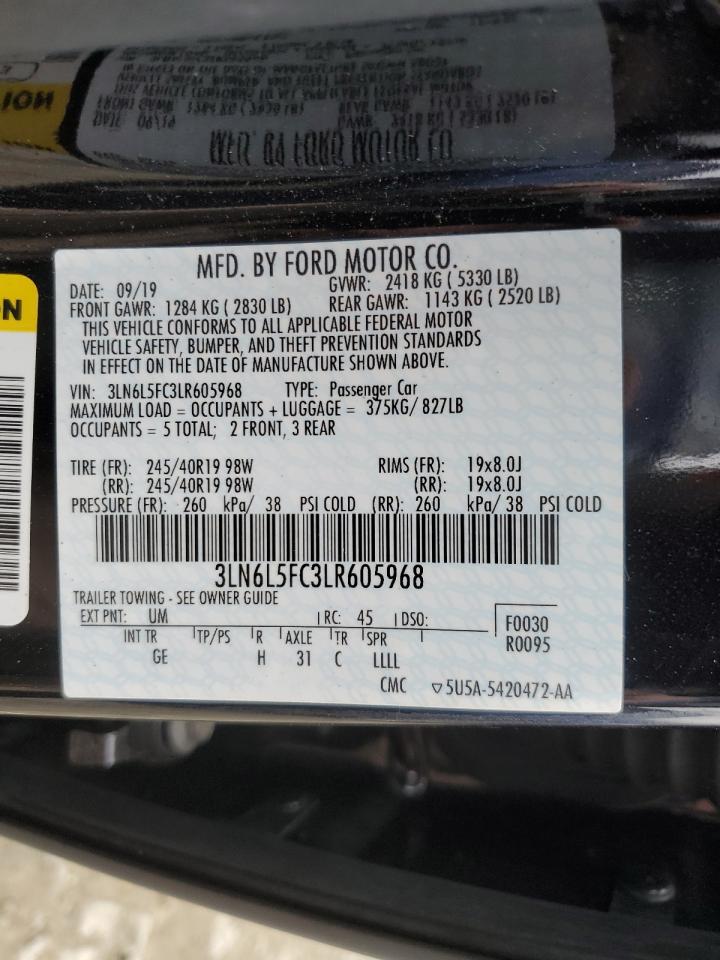 MFD. BY FORD MOTOR CO.
DATE: 09/19 GVWR: 2418 KG ( 5330 LB)
FRONT GAWR: 1284 KG ( 2830 LB) REAR GAWR: 1143 KG ( 2520 LB)
THIS VEHICLE CONFORMS TO ALL APPLICABLE FEDERAL MOTOR
VEHICLE SAFETY, BUMPER, AND THEFT PREVENTION STANDARDS
IN EFFECT ON THE DATE OF MANUFACTURE SHOWN ABOVE.
VIN: 3LN6L5FC3LR605968 TYPE: Passenger Car
MAXIMUM LOAD = OCCUPANTS + LUGGAGE = 375KG/ 827LB
OCCUPANTS = 5 TOTAL; 2 FRONT, 3 REAR
TIRE (FR): 245/40R19 98W RIMS (FR): 19x8.0J
(RR): 245/40R19 98W (RR): 19x8.0J
PRESSURE (FR): 260 kPa/ 38 PSI COLD (RR): 260 kPa/ 38 PSI COLD
3LN6L5FC3LR605968
TRAILER TOWING - SEE OWNER GUIDE
EXT PNT: UM RC: 45 DSO: F0030
R0095
INT TR TP/PS R AXLE TR SPR
GE H 31 C LLLL
CMC ▽5U5A-5420472-AA